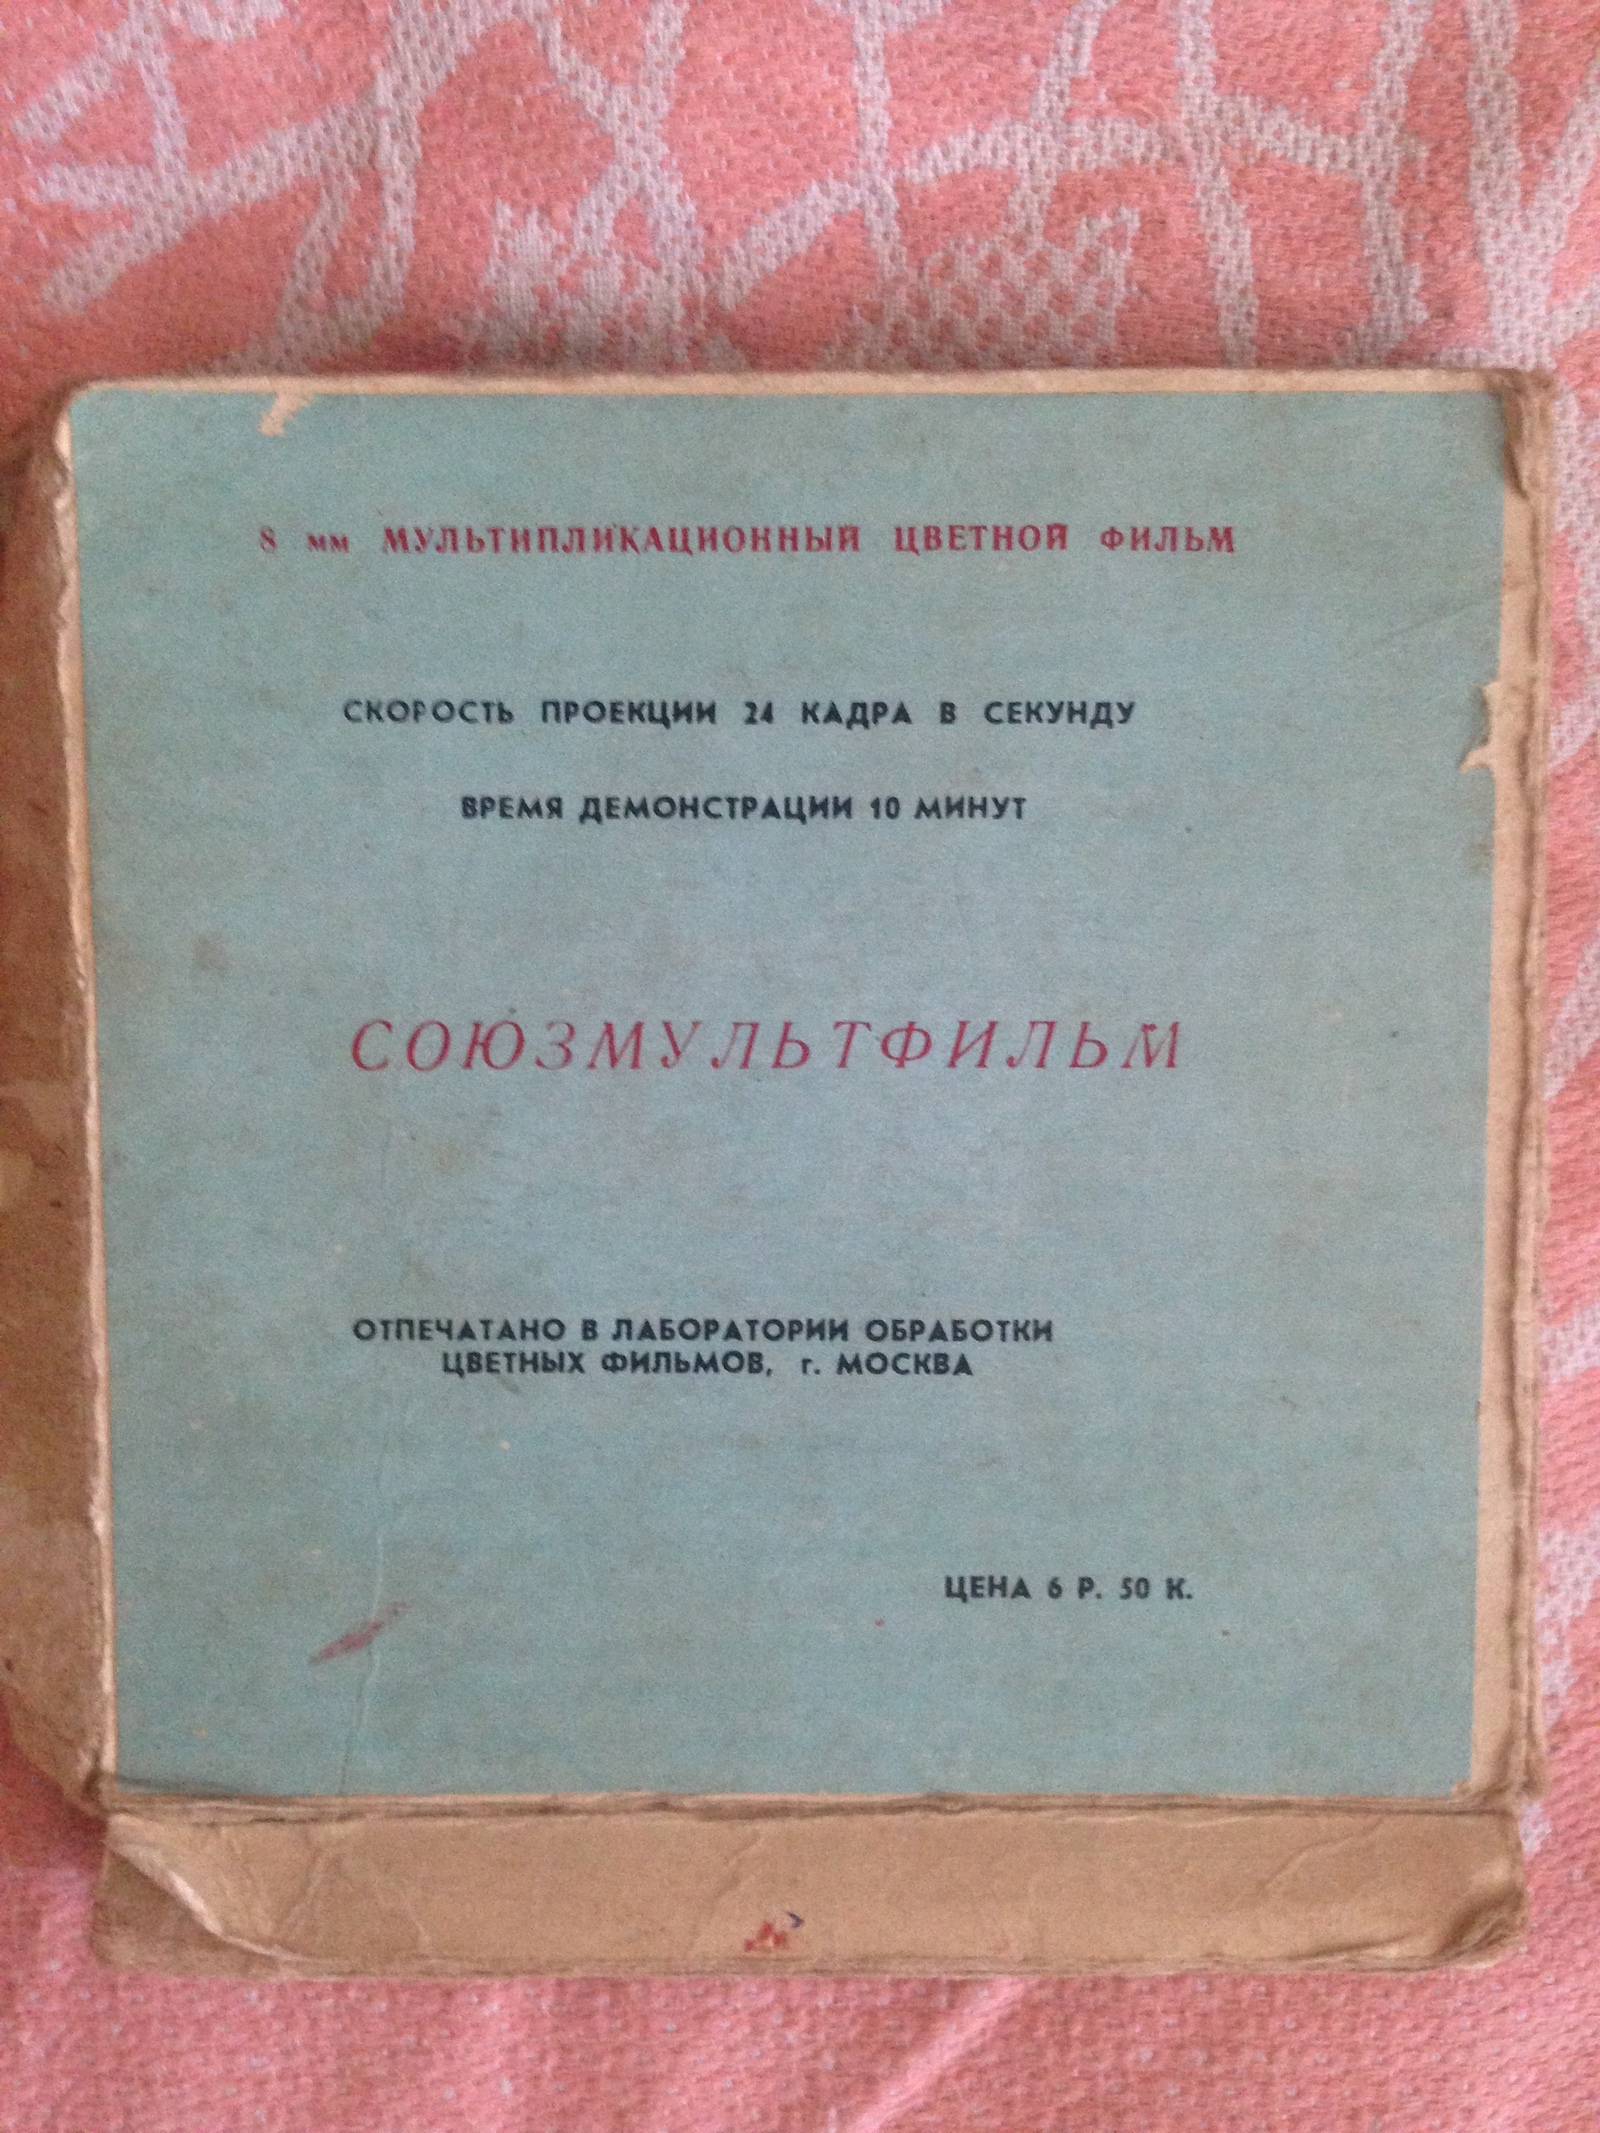 8 мм МУЛЬТИПЛИКАЦИОННЫЙ ЦВЕТНОЙ ФИЛЬМ
СКОРОСТЬ ПРОЕКЦИИ 24 КАДРА В СЕКУНДУ
ВРЕМЯ ДЕМОНСТРАЦИИ 10 МИНУТ
СОЮЗМУЛЬТФИЛЬМ
ОТПЕЧАТАНО В ЛАБОРАТОРИИ ОБРАБОТКИ
ЦВЕТНЫХ ФИЛЬМОВ, г. МОСКВА
ЦЕНА 6 Р. 50 К.